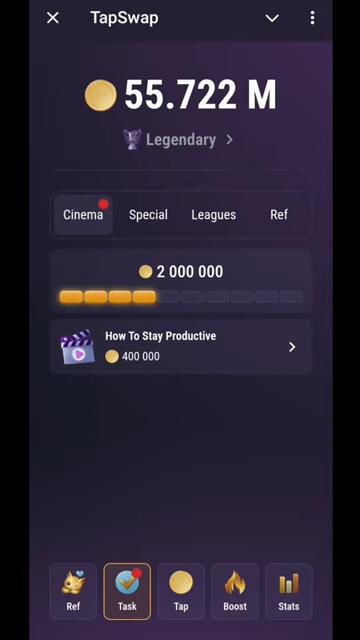 TapSwap
55.722 M
Legendary
Cinema Special Leagues Ref
2 000 000
How To Stay Productive
400 000
Ref Task Tap Boost Stats